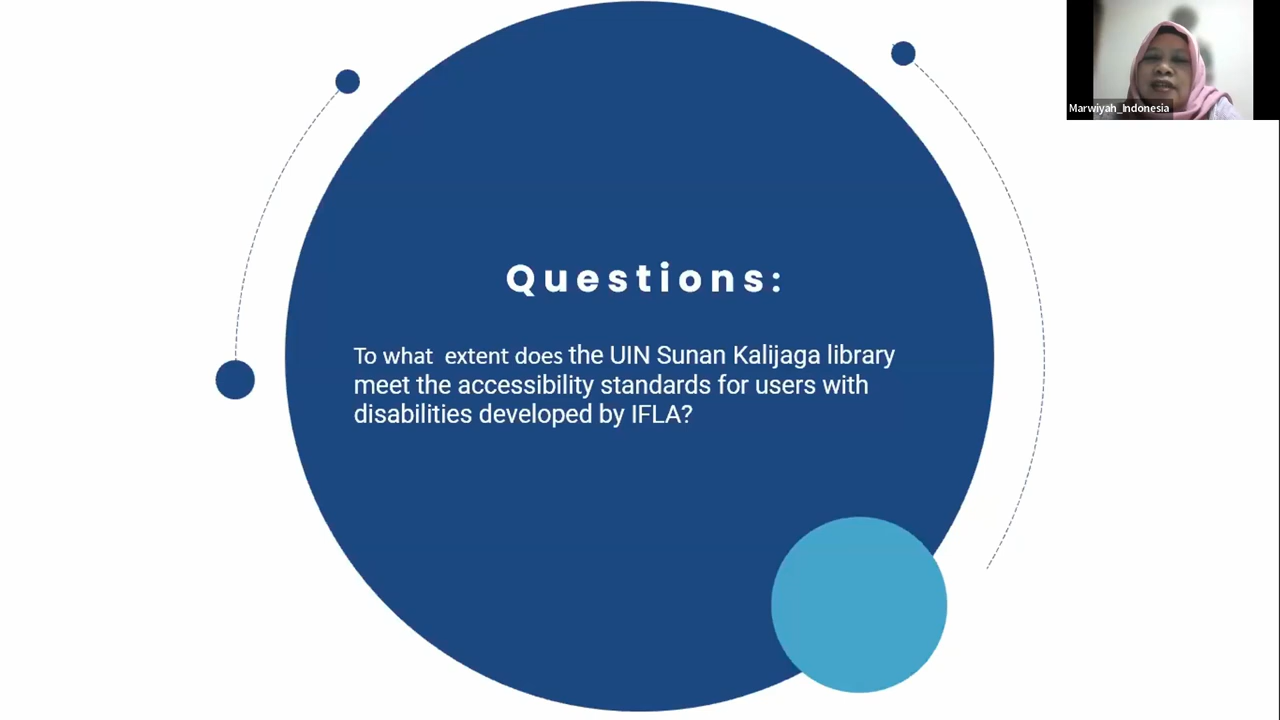 Marwiyah_Indonesia
Questions:
To what extent does the UIN Sunan Kalijaga library
meet the accessibility standards for users with
disabilities developed by IFLA?